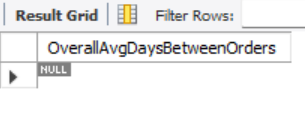 Result Grid Filter Rows:
OverallAvgDaysBetweenOrders
NULL